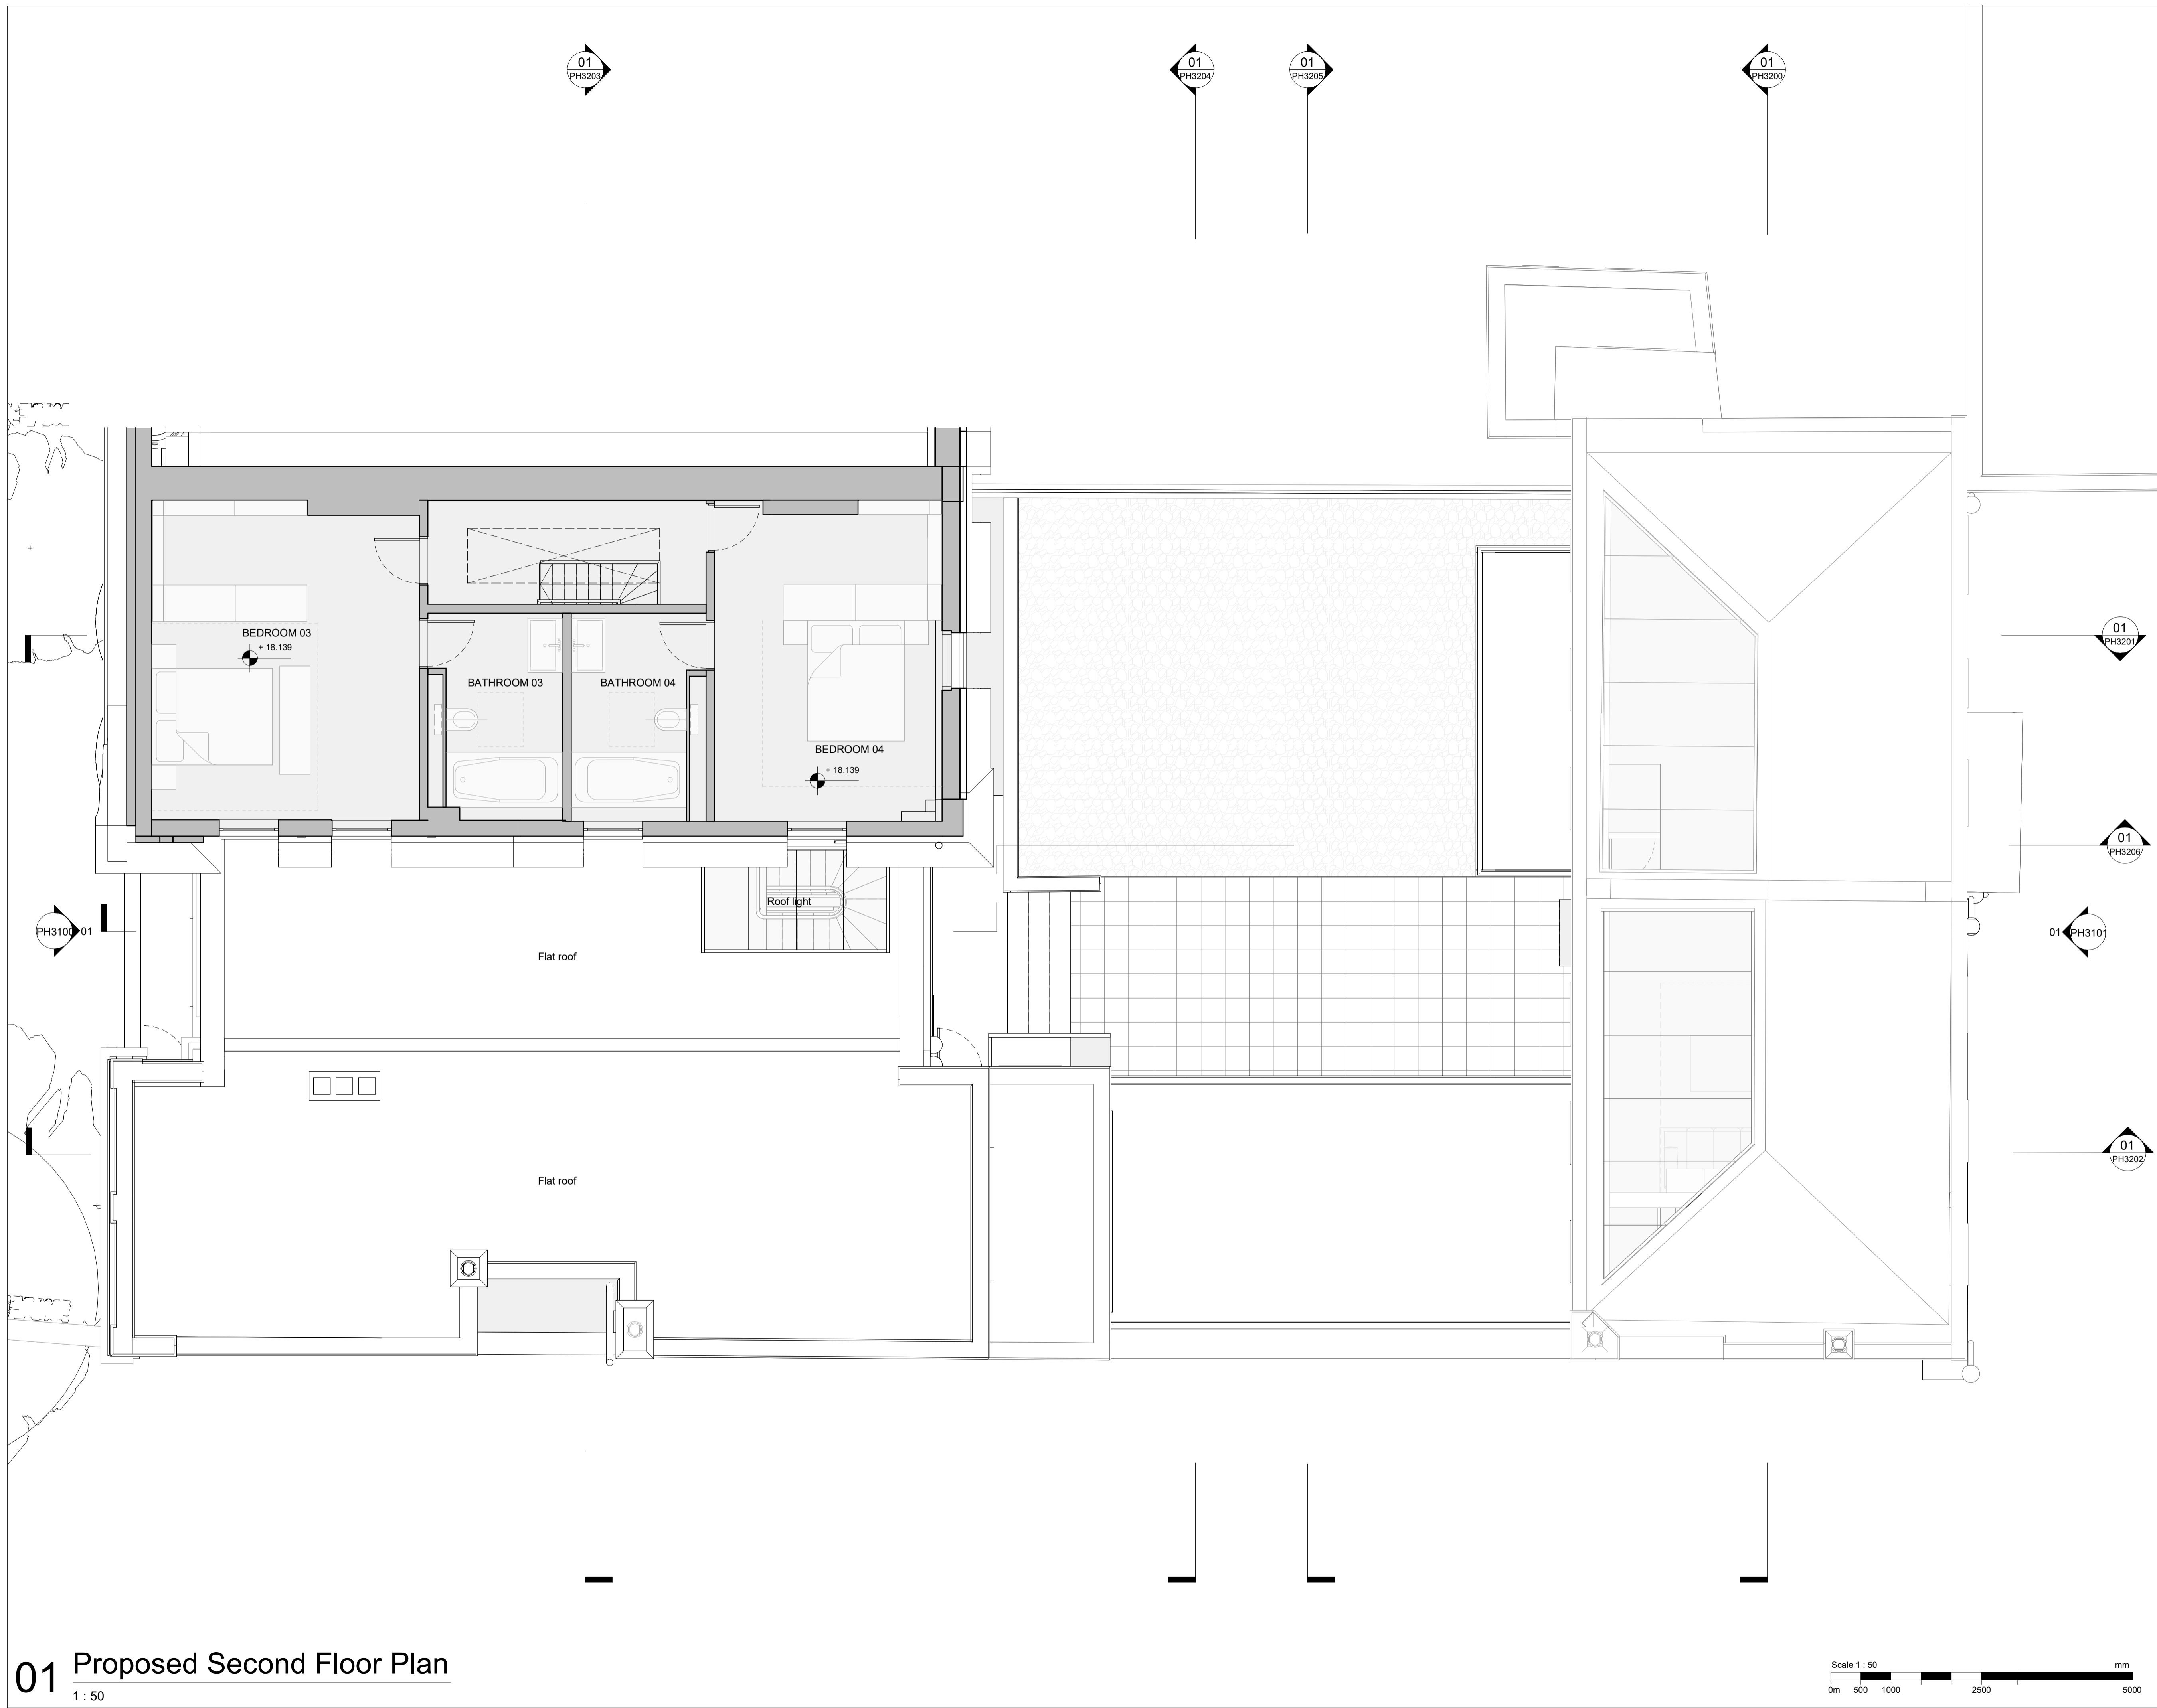 01
PH3203
01
PH3204
01
PH3205
01
PH3200
BEDROOM 03
+ 18.139
01
PH3201
BATHROOM 03
BATHROOM 04
BEDROOM 04
+ 18.139
01
PH3206
Roof light
PH3100 01
01 PH3101
Flat roof
01
PH3202
Flat roof
01 Proposed Second Floor Plan
1 : 50
Scale 1 : 50 mm
0m 500 1000 2500 5000